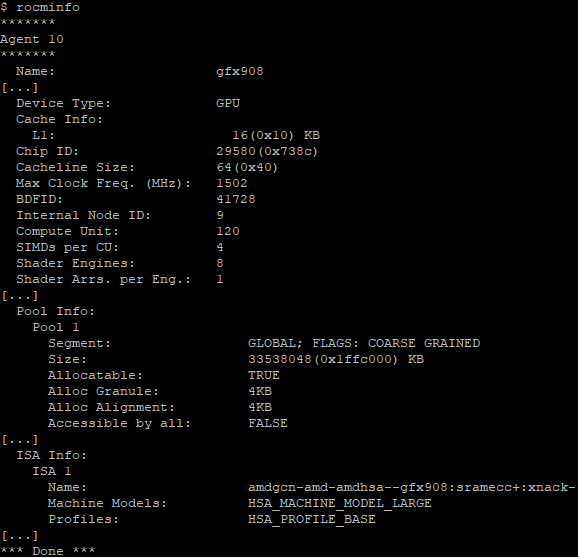 $ rocminfo
*******
Agent 10
*******
  Name:                    gfx908
[...]
  Device Type:             GPU
  Cache Info:
    L1:                      16(0x10) KB
  Chip ID:                 29580(0x738c)
  Cacheline Size:          64(0x40)
  Max Clock Freq. (MHz):   1502
  BDFID:                   41728
  Internal Node ID:        9
  Compute Unit:            120
  SIMDs per CU:            4
  Shader Engines:          8
  Shader Arrs. per Eng.:   1
[...]
  Pool Info:
    Pool 1
      Segment:                 GLOBAL; FLAGS: COARSE GRAINED
      Size:                    33538048(0x1ffc000) KB
      Allocatable:             TRUE
      Alloc Granule:           4KB
      Alloc Alignment:         4KB
      Accessible by all:       FALSE
[...]
  ISA Info:
    ISA 1
      Name:                    amdgcn-amd-amdhsa--gfx908:sramecc+:xnack-
      Machine Models:          HSA_MACHINE_MODEL_LARGE
      Profiles:                HSA_PROFILE_BASE
[...]
*** Done ***